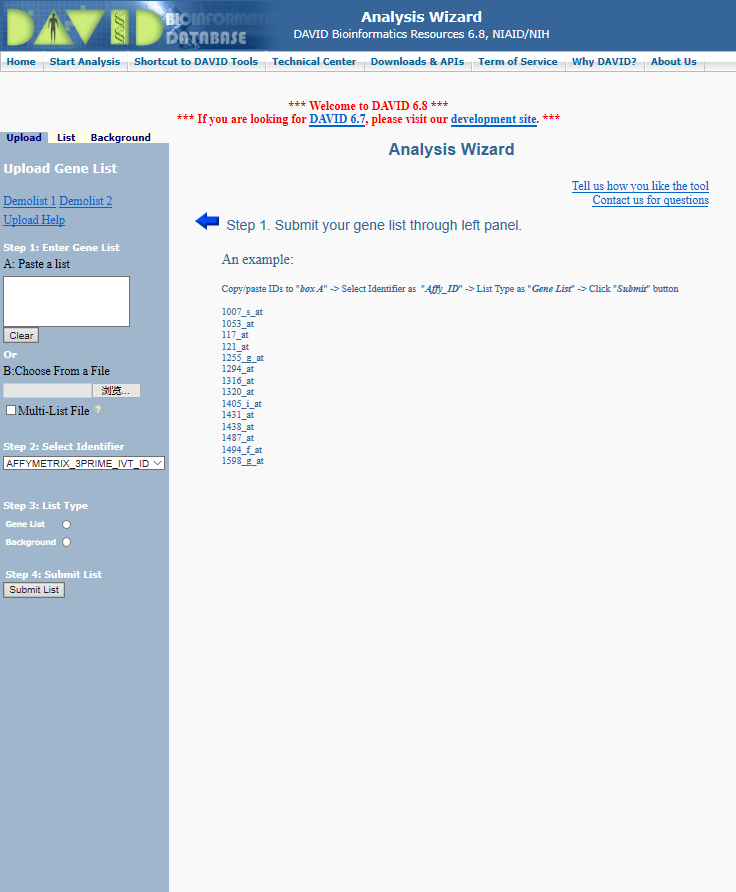 DAVID BIOINFORMATICS
DATABASE
Analysis Wizard
DAVID Bioinformatics Resources 6.8, NIAID/NIH
Home Start Analysis Shortcut to DAVID Tools Technical Center Downloads & APIs Term of Service Why DAVID? About Us
*** Welcome to DAVID 6.8 ***
*** If you are looking for DAVID 6.7, please visit our development site. ***
Upload List Background
Upload Gene List
Demolist 1 Demolist 2
Upload Help
Step 1: Enter Gene List
A: Paste a list
Clear
Or
B:Choose From a File
浏览...
Multi-List File ?
Step 2: Select Identifier
AFFYMETRIX_3PRIME_IVT_ID
Step 3: List Type
Gene List
Background
Step 4: Submit List
Submit List
Analysis Wizard
Tell us how you like the tool
Contact us for questions
Step 1. Submit your gene list through left panel.
An example:
Copy/paste IDs to "box A" -> Select Identifier as "Affy_ID" -> List Type as "Gene List" -> Click "Submit" button
1007_s_at
1053_at
117_at
121_at
1255_g_at
1294_at
1316_at
1320_at
1405_i_at
1431_at
1438_at
1487_at
1494_f_at
1598_g_at